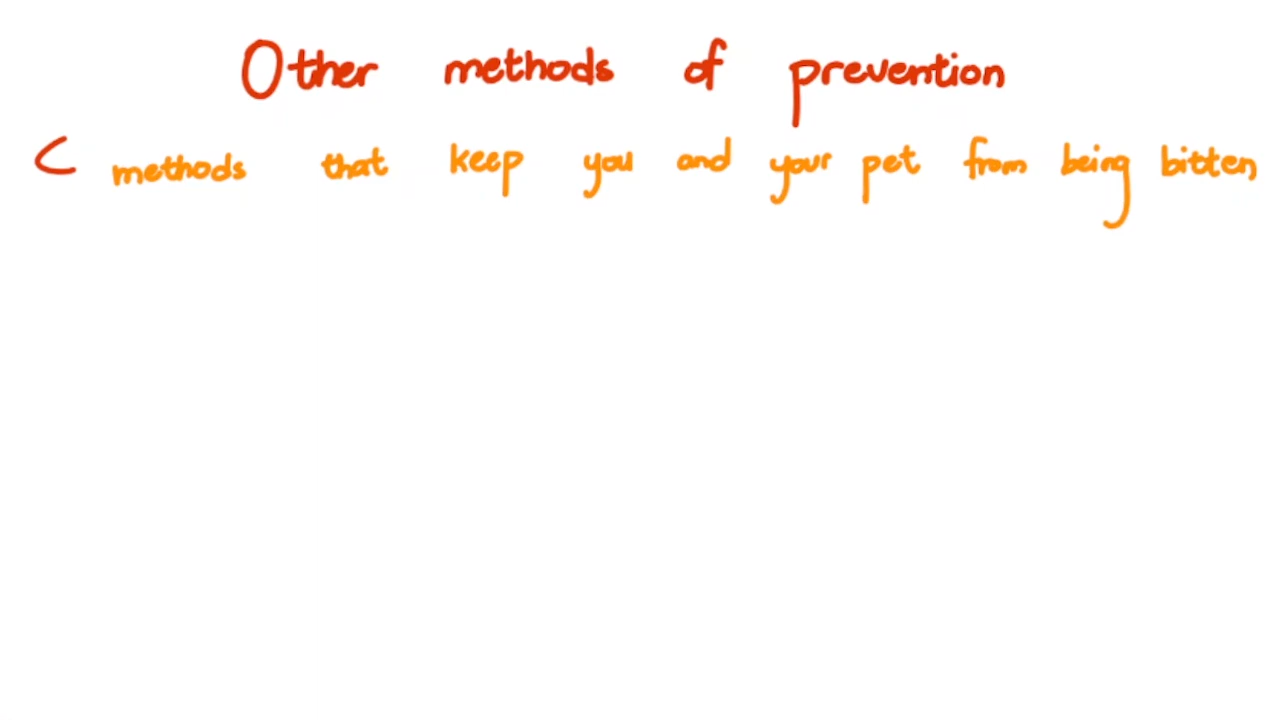 Other methods of prevention
methods that keep you and your pet from being bitten